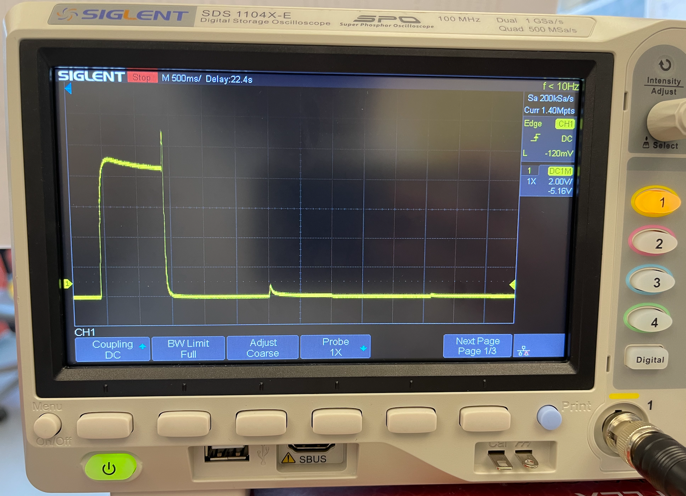 SIGLENT SDS 1104X-E
Digital Storage Oscilloscope
SPO
Super Phosphor Oscilloscope
100 MHz
Dual: 1 GSa/s
Quad: 500 MSa/s
SIGLENT Stop M 500ms/ Delay:22.4s
f < 10Hz
Sa 200kSa/s
Curr 1.40Mpts
Edge CH1
DC
L -120mV
1 DC1M
1X 2.00V/
-5.16V
CH1
Coupling
DC
BW Limit
Full
Adjust
Coarse
Probe
1X
Next Page
Page 1/3
Intensity
Adjust
Select
1
2
3
4
Digital
Menu
On/Off
Print
SBUS
Cal
1